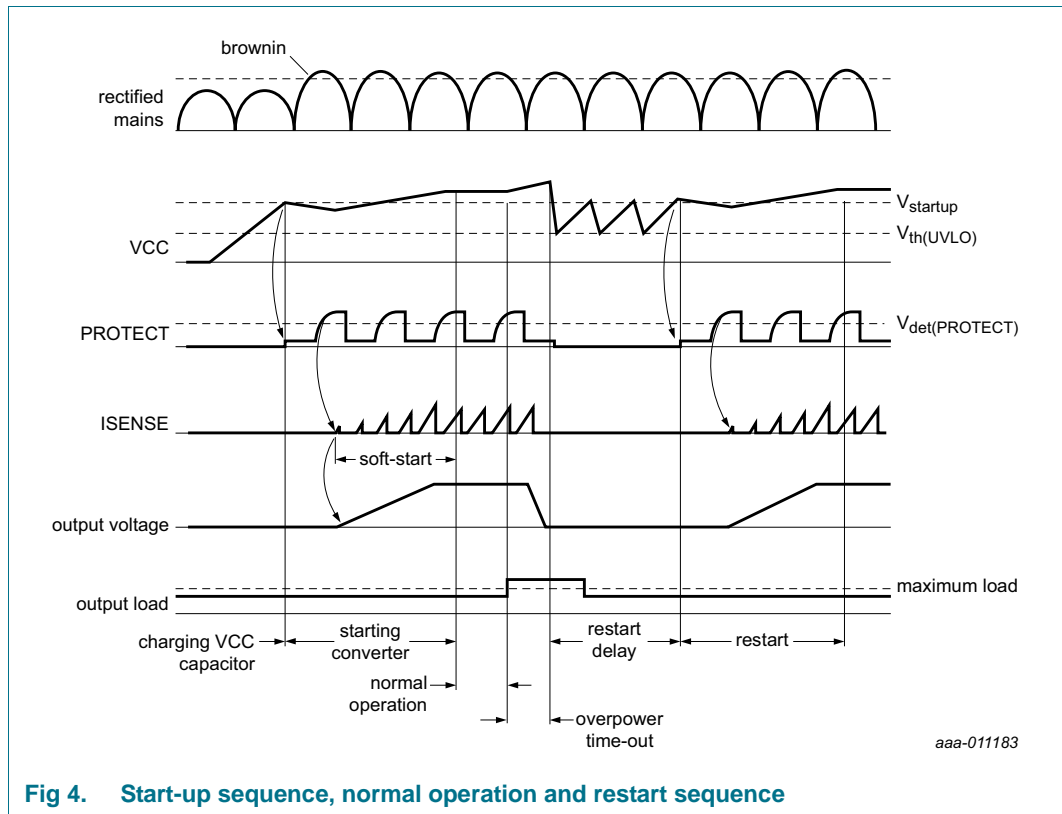 brownin
rectified
mains
VCC
Vstartup
Vth(UVLO)
PROTECT
Vdet(PROTECT)
ISENSE
soft-start
output voltage
output load
maximum load
charging VCC
capacitor
starting
converter
restart
delay
restart
normal
operation
overpower
time-out
aaa-011183
Fig 4. Start-up sequence, normal operation and restart sequence